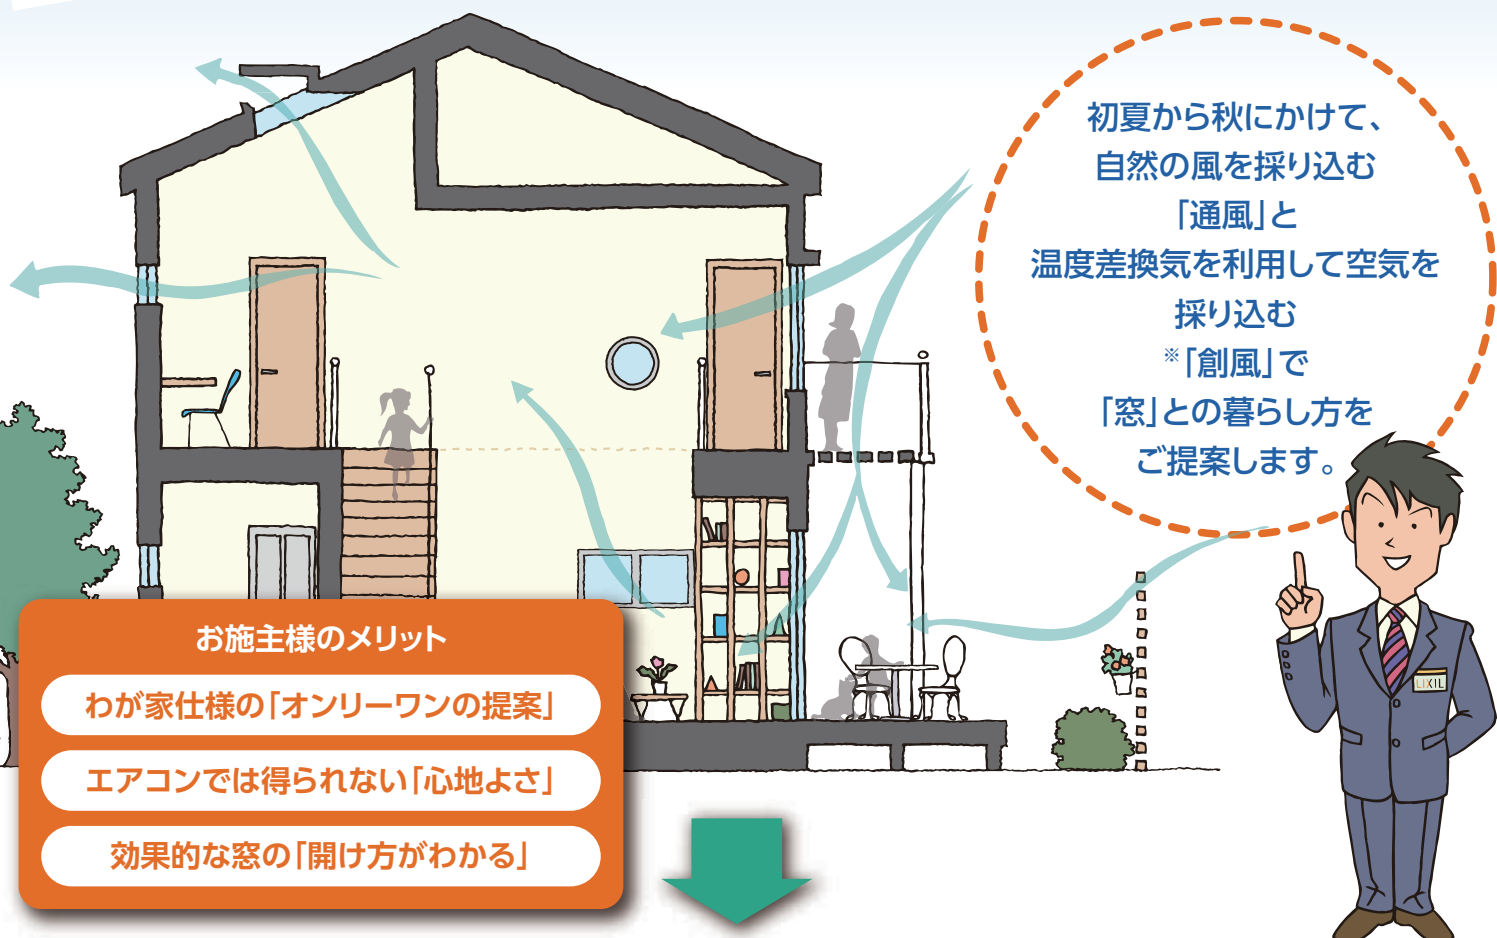 初夏から秋にかけて、
自然の風を採り込む
「通風」と
温度差換気を利用して空気を
採り込む
※「創風」で
「窓」との暮らし方を
ご提案します。
LIXIL
お施主様のメリット
わが家仕様の「オンリーワンの提案」
エアコンでは得られない「心地よさ」
効果的な窓の「開け方がわかる」